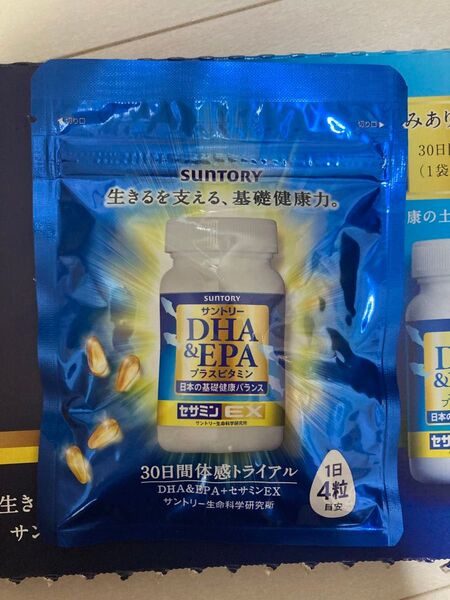 切り口
切り口
SUNTORY
生きるを支える、基礎健康力。
SUNTORY
サントリー
DHA
&EPA
プラスビタミン
日本の基礎健康バランス
セサミンEX
サントリー生命科学研究所
30日間体感トライアル
DHA&EPA+セサミンEX
サントリー生命科学研究所
1日
4粒
目安
みあり
30日
(1袋
康の土
DH
&E
プ
日本の
セサミ
生き
サン